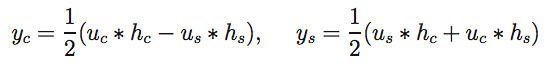 y_c = \frac{1}{2}(u_c * h_c - u_s * h_s), \quad y_s = \frac{1}{2}(u_s * h_c + u_c * h_s)